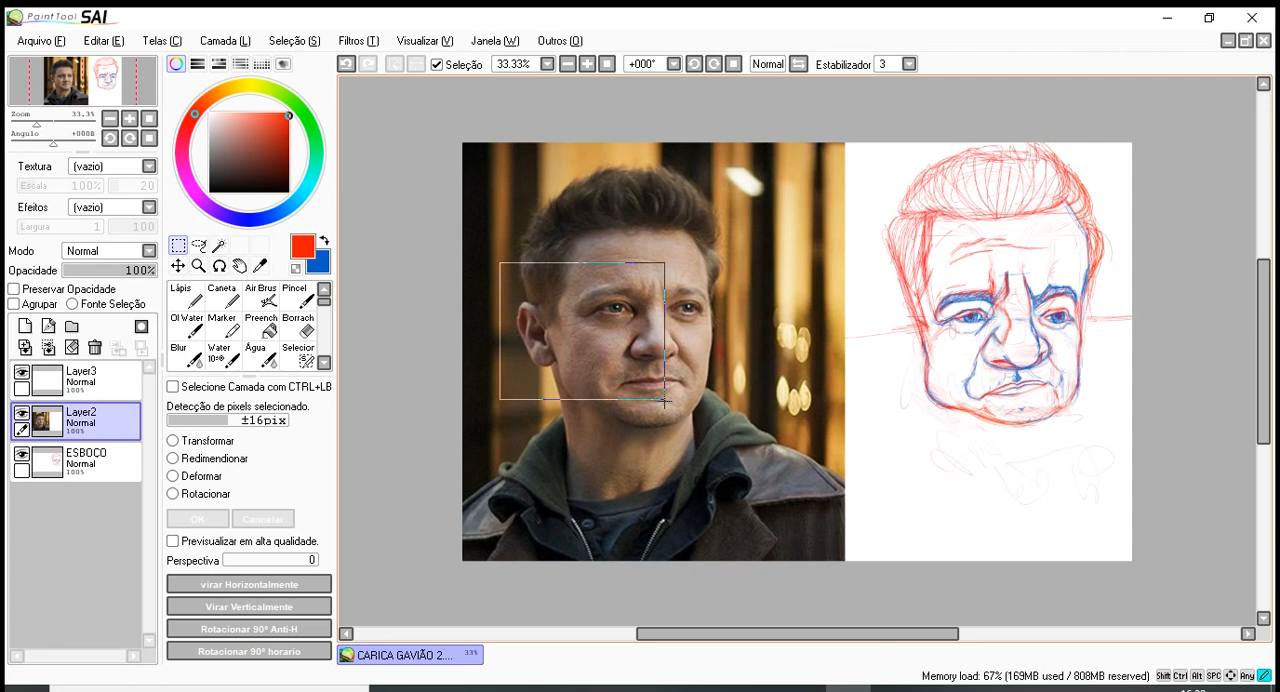 PaintTool SAI
Arquivo (F) Editar (E) Telas (C) Camada (L) Seleção (S) Filtros (T) Visualizar (V) Janela (W) Outros (O)
Seleção 33.33% +000° Normal Estabilizador 3
Zoom 33.3%
Angulo +000B
Textura (vazio)
Escala 100% 20
Efeitos (vazio)
Largura 1 100
Modo Normal
Opacidade 100%
Preservar Opacidade
Agrupar Fonte Seleção
Layer3
Normal
100%
Layer2
Normal
100%
ESBOCO
Normal
100%
Lápis Caneta Air Brus Pincel
Ol Water Marker Preench Borrach
Blur Water 10+ Água Selecior
Selecione Camada com CTRL+LB
Detecção de pixels selecionado.
±16pix
Transformar
Redimendionar
Deformar
Rotacionar
OK Cancelar
Previsualizar em alta qualidade.
Perspectiva 0
virar Horizontalmente
Virar Verticalmente
Rotacionar 90º Anti-H
Rotacionar 90º horario
CARICA GAVIÃO 2.... 33%
Memory load: 67% (169MB used / 808MB reserved) Shift Ctrl Alt SPC Any